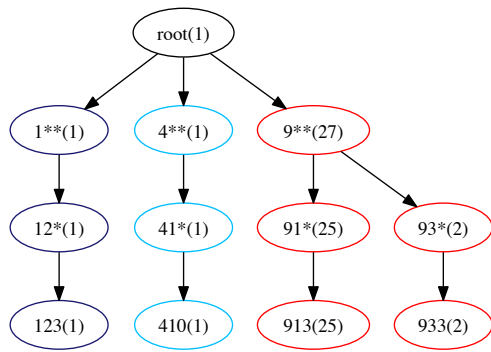 root(1)
1**(1) 4**(1) 9**(27)
12*(1) 41*(1) 91*(25) 93*(2)
123(1) 410(1) 913(25) 933(2)